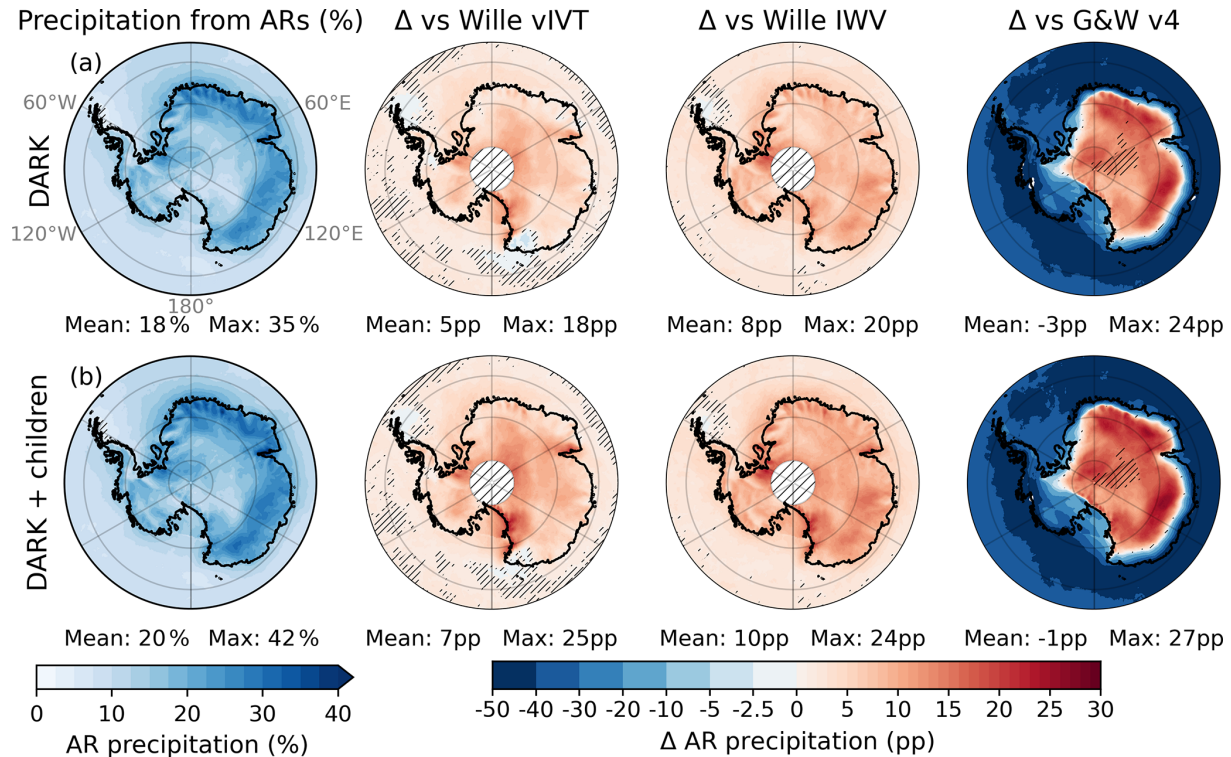 Precipitation from ARs (%) Δ vs Wille vIVT Δ vs Wille IWV Δ vs G&W v4
(a)
60°W 60°E
DARK
120°W 120°E
180°
Mean: 18% Max: 35% Mean: 5pp Max: 18pp Mean: 8pp Max: 20pp Mean: -3pp Max: 24pp
(b)
DARK + children
Mean: 20% Max: 42% Mean: 7pp Max: 25pp Mean: 10pp Max: 24pp Mean: -1pp Max: 27pp
0 10 20 30 40
AR precipitation (%)
-50 -40 -30 -20 -10 -5 -2.5 0 5 10 15 20 25 30
Δ AR precipitation (pp)